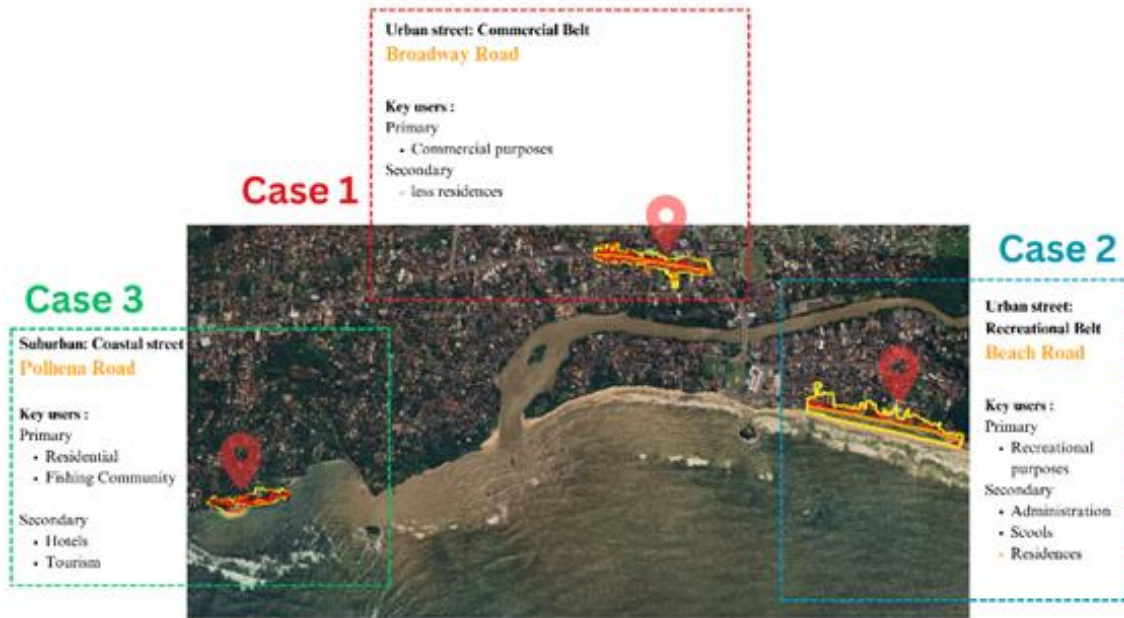 Case 1
Urban street: Commercial Belt
Broadway Road
Key users :
Primary
• Commercial purposes
Secondary
◦ less residences
Case 2
Urban street:
Recreational Belt
Beach Road
Key users :
Primary
• Recreational
purposes
Secondary
• Administration
• Scools
◦ Residences
Case 3
Suburban: Coastal street
Polhena Road
Key users :
Primary
• Residential
• Fishing Community
Secondary
• Hotels
• Tourism